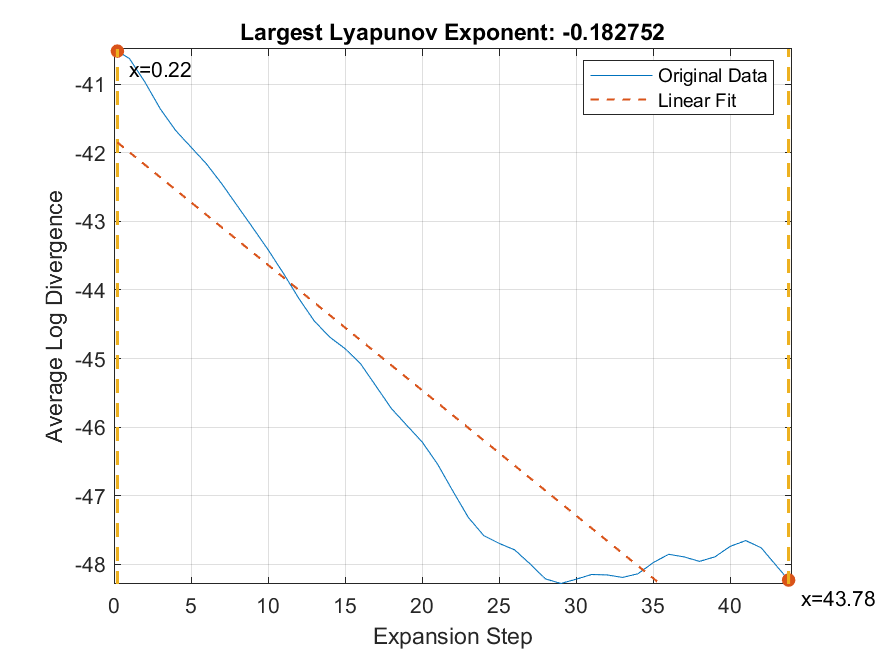 Largest Lyapunov Exponent: -0.182752
x=0.22
Original Data
Linear Fit
-41
-42
-43
-44
-45
-46
-47
-48
Average Log Divergence
0 5 10 15 20 25 30 35 40
x=43.78
Expansion Step